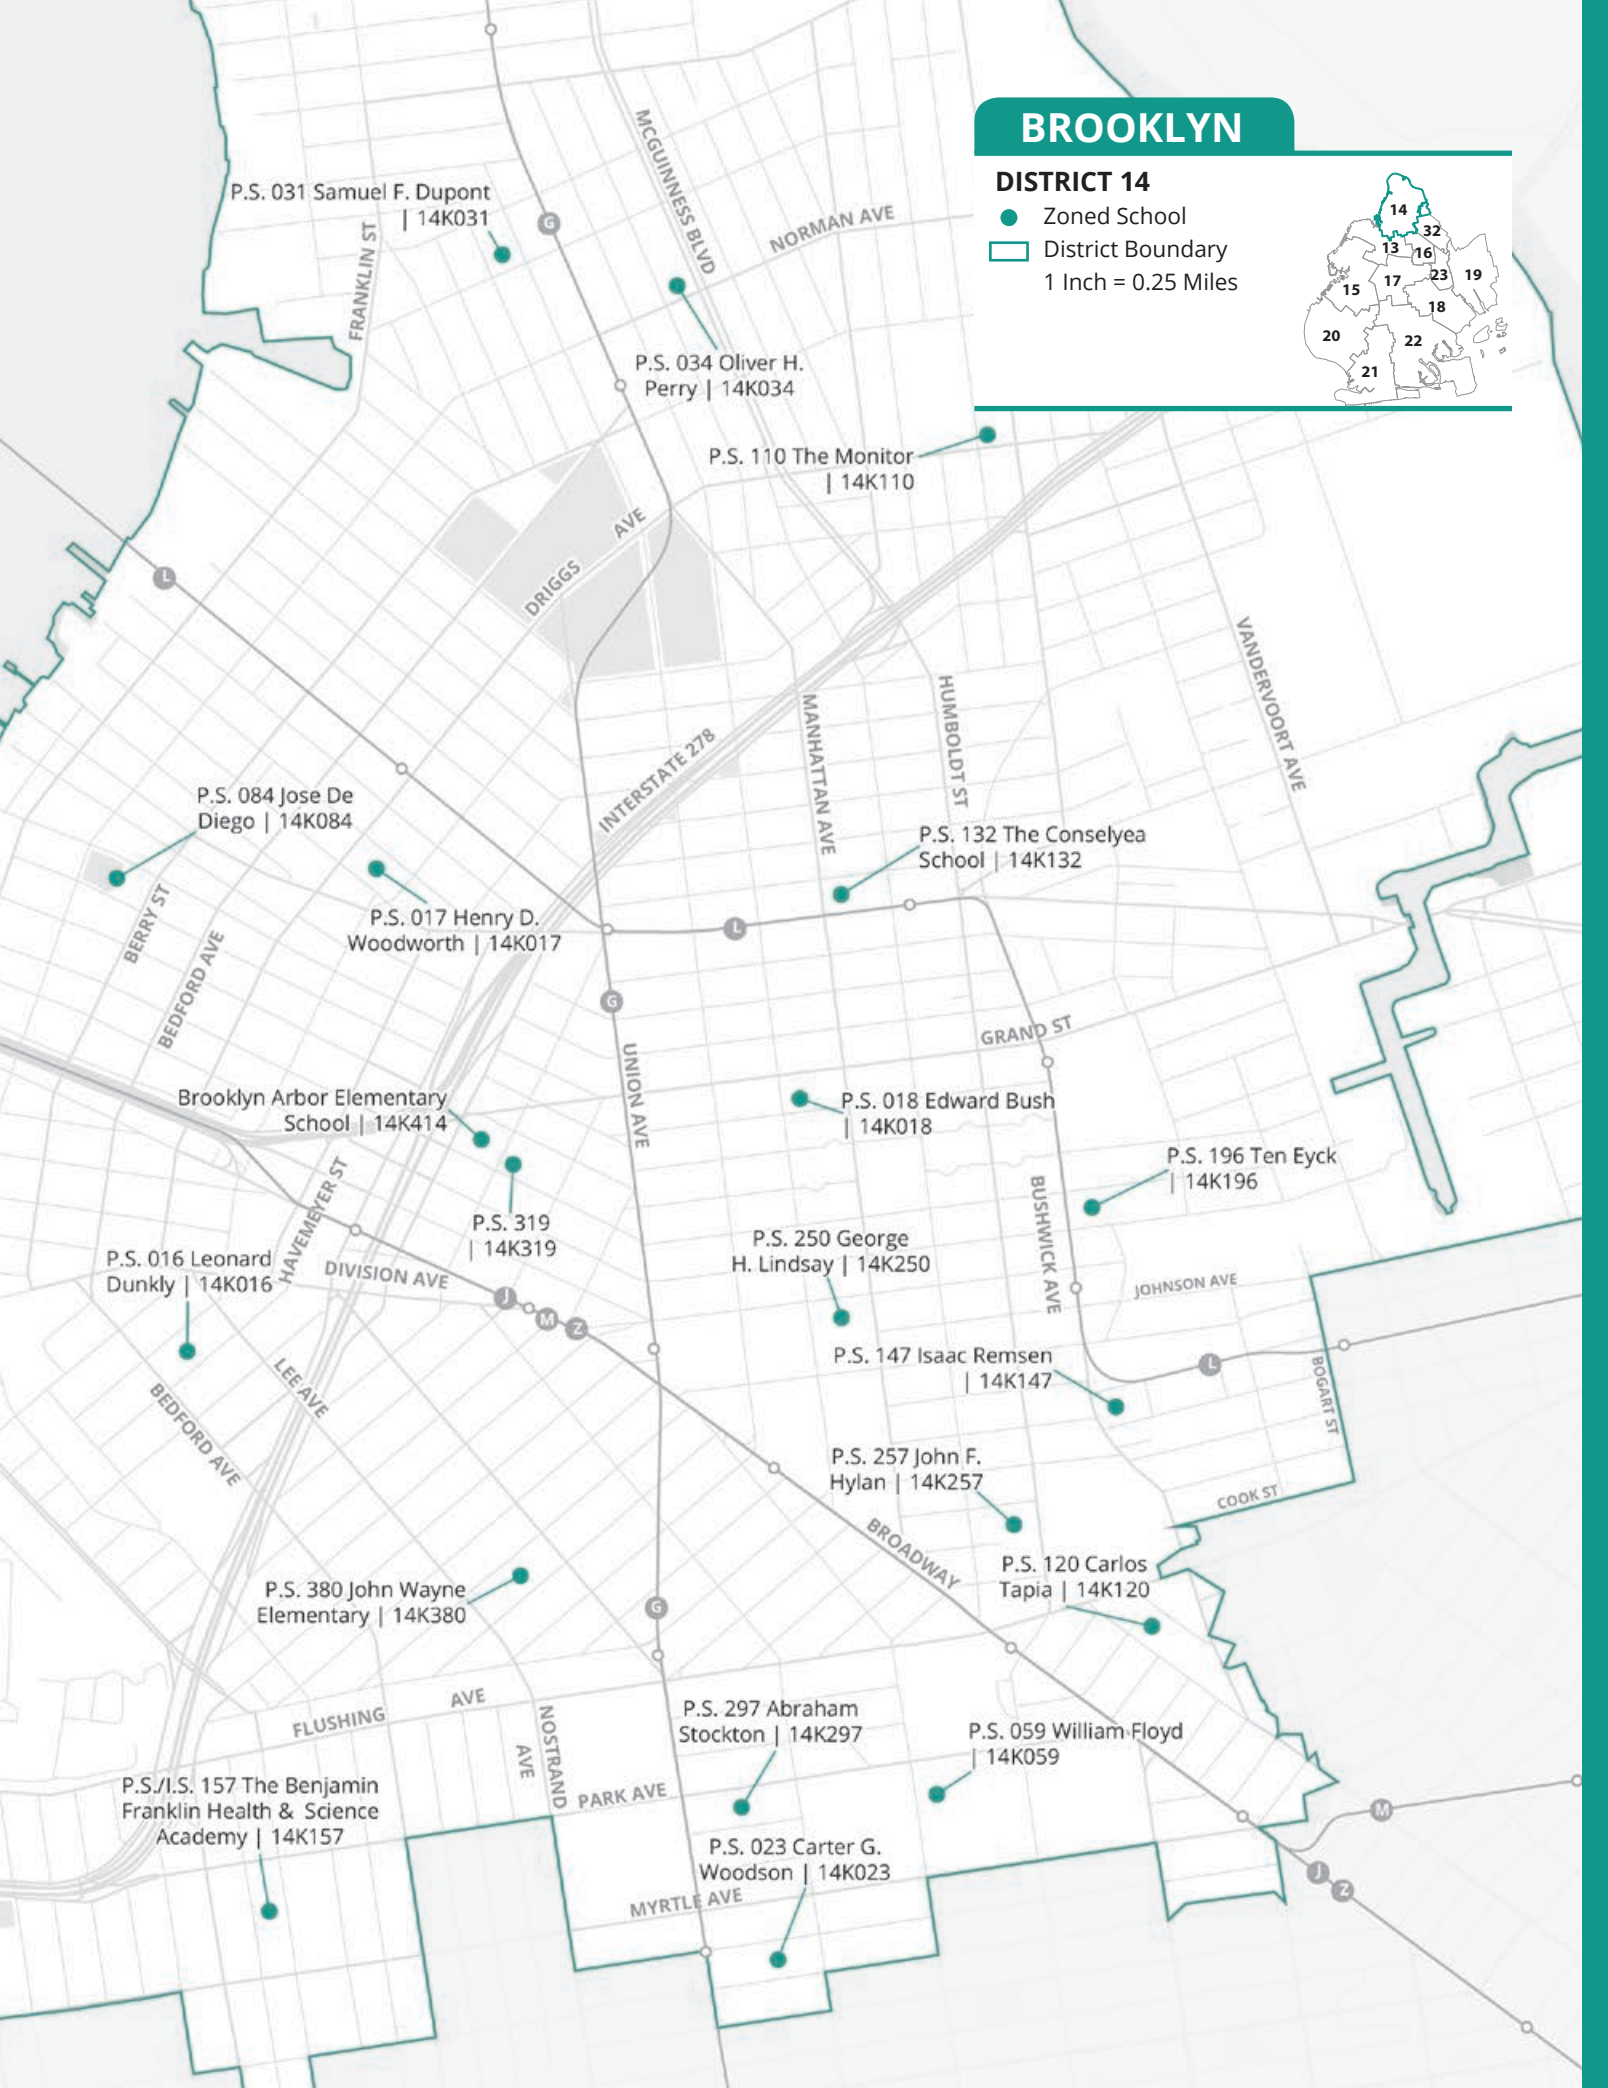 BROOKLYN
DISTRICT 14
Zoned School
District Boundary
1 Inch = 0.25 Miles
14
32
13
16
15
17
23
19
18
20
22
21
P.S. 031 Samuel F. Dupont
| 14K031
G
MCGUINNESS BLVD
NORMAN AVE
FRANKLIN ST
P.S. 034 Oliver H.
Perry | 14K034
P.S. 110 The Monitor
| 14K110
DRIGGS AVE
L
VANDERVOORT AVE
HUMBOLDT ST
MANHATTAN AVE
INTERSTATE 278
P.S. 084 Jose De
Diego | 14K084
P.S. 132 The Conselyea
School | 14K132
BERRY ST
BEDFORD AVE
P.S. 017 Henry D.
Woodworth | 14K017
L
G
GRAND ST
UNION AVE
Brooklyn Arbor Elementary
School | 14K414
P.S. 018 Edward Bush
| 14K018
P.S. 196 Ten Eyck
| 14K196
HAVEMEYER ST
P.S. 319
| 14K319
BUSHWICK AVE
P.S. 250 George
H. Lindsay | 14K250
P.S. 016 Leonard
Dunkly | 14K016
DIVISION AVE
JOHNSON AVE
J
M
Z
P.S. 147 Isaac Remsen
| 14K147
L
LEE AVE
BEDFORD AVE
BOGART ST
P.S. 257 John F.
Hylan | 14K257
COOK ST
BROADWAY
P.S. 120 Carlos
Tapia | 14K120
P.S. 380 John Wayne
Elementary | 14K380
G
FLUSHING AVE
NOSTRAND AVE
P.S. 297 Abraham
Stockton | 14K297
P.S. 059 William Floyd
| 14K059
P.S./I.S. 157 The Benjamin
Franklin Health & Science
Academy | 14K157
PARK AVE
M
P.S. 023 Carter G.
Woodson | 14K023
MYRTLE AVE
J
Z